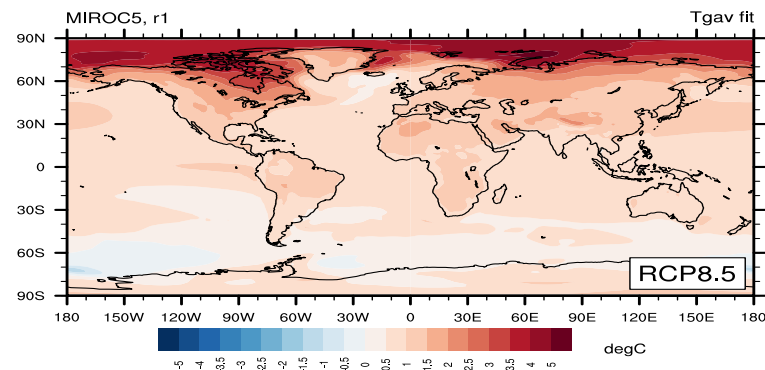 MIROC5, r1 Tgav fit
90N
60N
30N
0
30S
60S
90S
RCP8.5
180 150W 120W 90W 60W 30W 0 30E 60E 90E 120E 150E 180
-5 -4 -3.5 -3 -2.5 -2 -1.5 -1 -0.5 0 0.5 1 1.5 2 2.5 3 3.5 4 5
degC